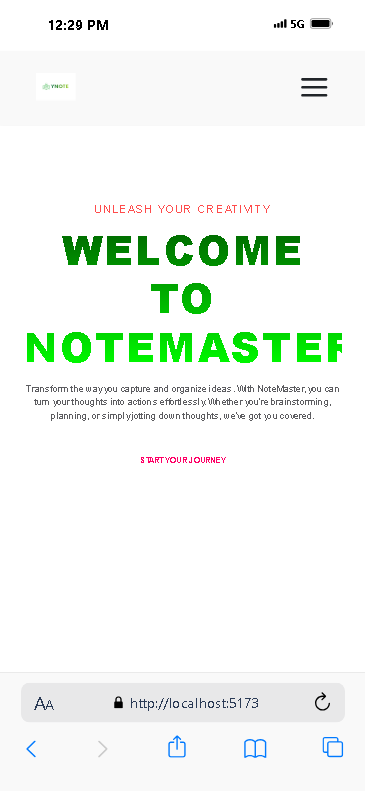 12:29 PM
5G
YNOTE
UNLEASH YOUR CREATIVITY
WELCOME
TO
NOTEMASTER
Transform the way you capture and organize ideas. With NoteMaster, you can
turn your thoughts into actions effortlessly. Whether you're brainstorming,
planning, or simply jotting down thoughts, we've got you covered.
START YOUR JOURNEY
AA
http://localhost:5173